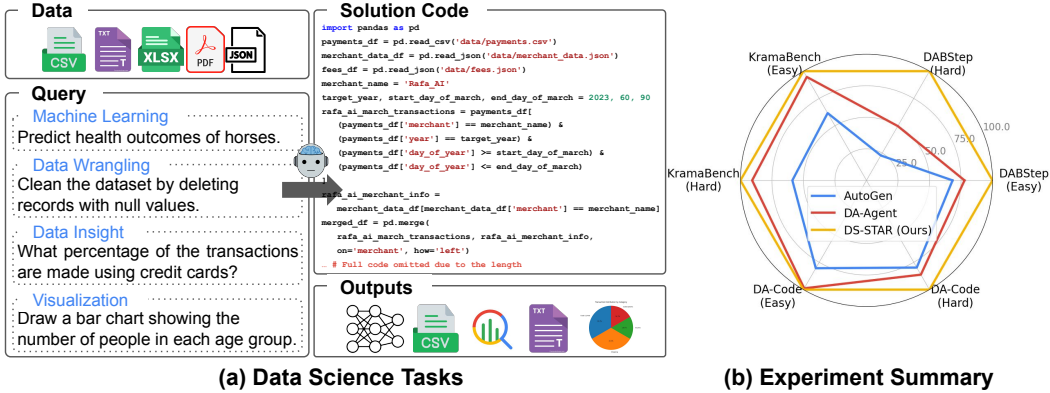 Data
CSV
TXT
T
XLSX
PDF
JSON
Query
Machine Learning
Predict health outcomes of horses.
Data Wrangling
Clean the dataset by deleting
records with null values.
Data Insight
What percentage of the transactions
are made using credit cards?
Visualization
Draw a bar chart showing the
number of people in each age group.
Solution Code
import pandas as pd
payments_df = pd.read_csv('data/payments.csv')
merchant_data_df = pd.read_json('data/merchant_data.json')
fees_df = pd.read_json('data/fees.json')
merchant_name = 'Rafa_AI'
target_year, start_day_of_march, end_day_of_march = 2023, 60, 90
rafa_ai_march_transactions = payments_df[
(payments_df['merchant'] == merchant_name) &
(payments_df['year'] == target_year) &
(payments_df['day_of_year'] >= start_day_of_march) &
(payments_df['day_of_year'] <= end_day_of_march)
]
rafa_ai_merchant_info =
merchant_data_df[merchant_data_df['merchant'] == merchant_name]
merged_df = pd.merge(
rafa_ai_march_transactions, rafa_ai_merchant_info,
on='merchant', how='left')
… # Full code omitted due to the length
Outputs
CSV
TXT
T
(a) Data Science Tasks
KramaBench
(Easy)
DABStep
(Hard)
100.0
75.0
50.0
25.0
KramaBench
(Hard)
DABStep
(Easy)
AutoGen
DA-Agent
DS-STAR (Ours)
DA-Code
(Easy)
DA-Code
(Hard)
(b) Experiment Summary